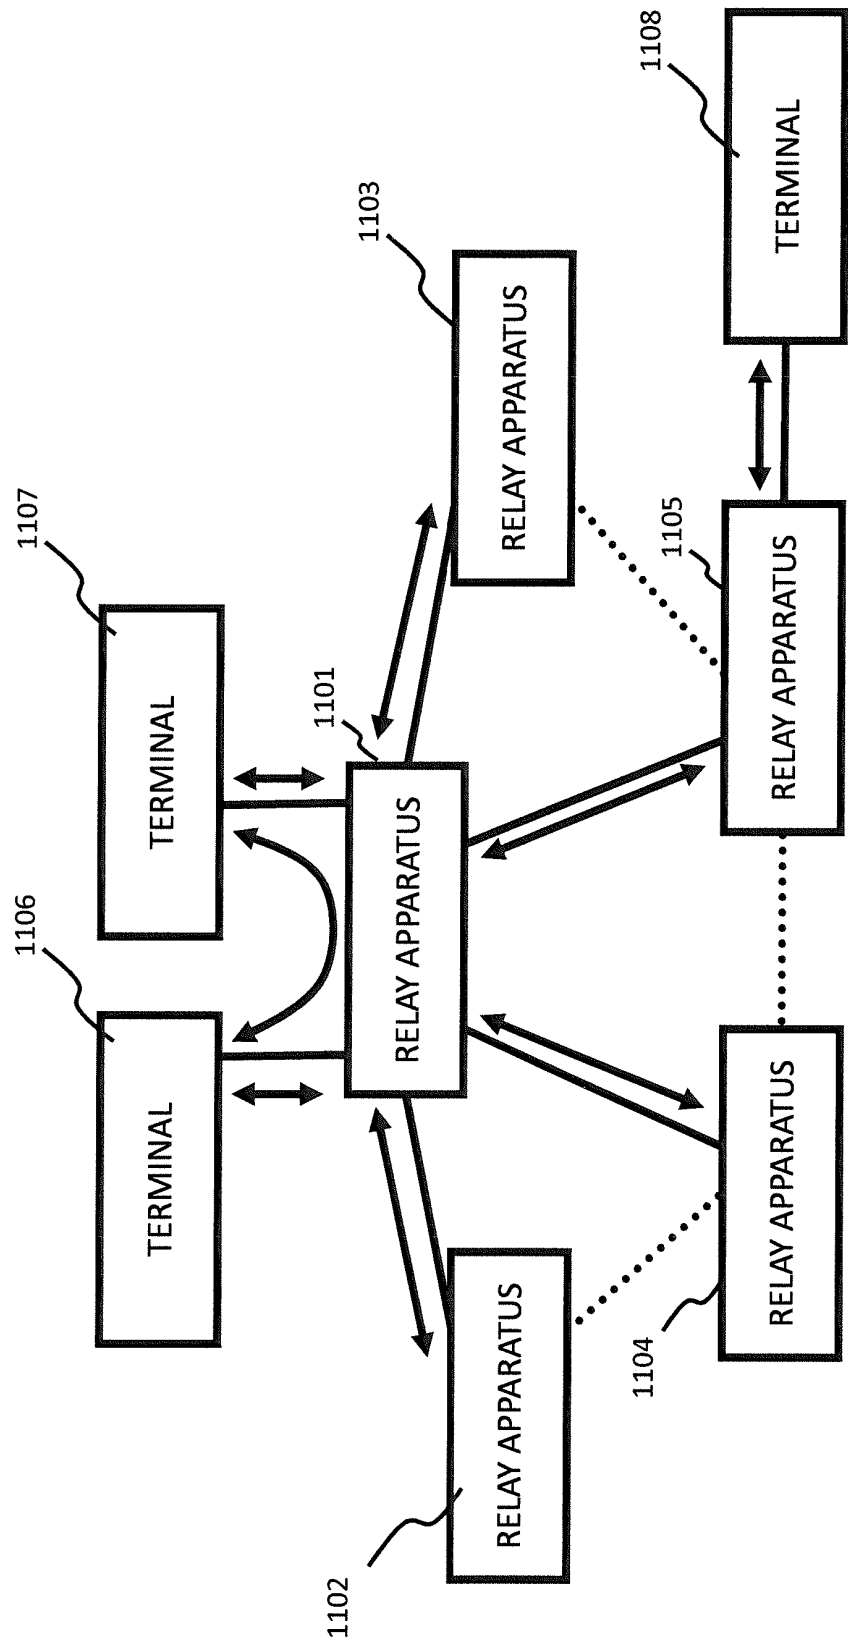 1106
TERMINAL
1107
TERMINAL
1101
RELAY APPARATUS
1102
RELAY APPARATUS
1103
RELAY APPARATUS
1104
RELAY APPARATUS
1105
RELAY APPARATUS
1108
TERMINAL